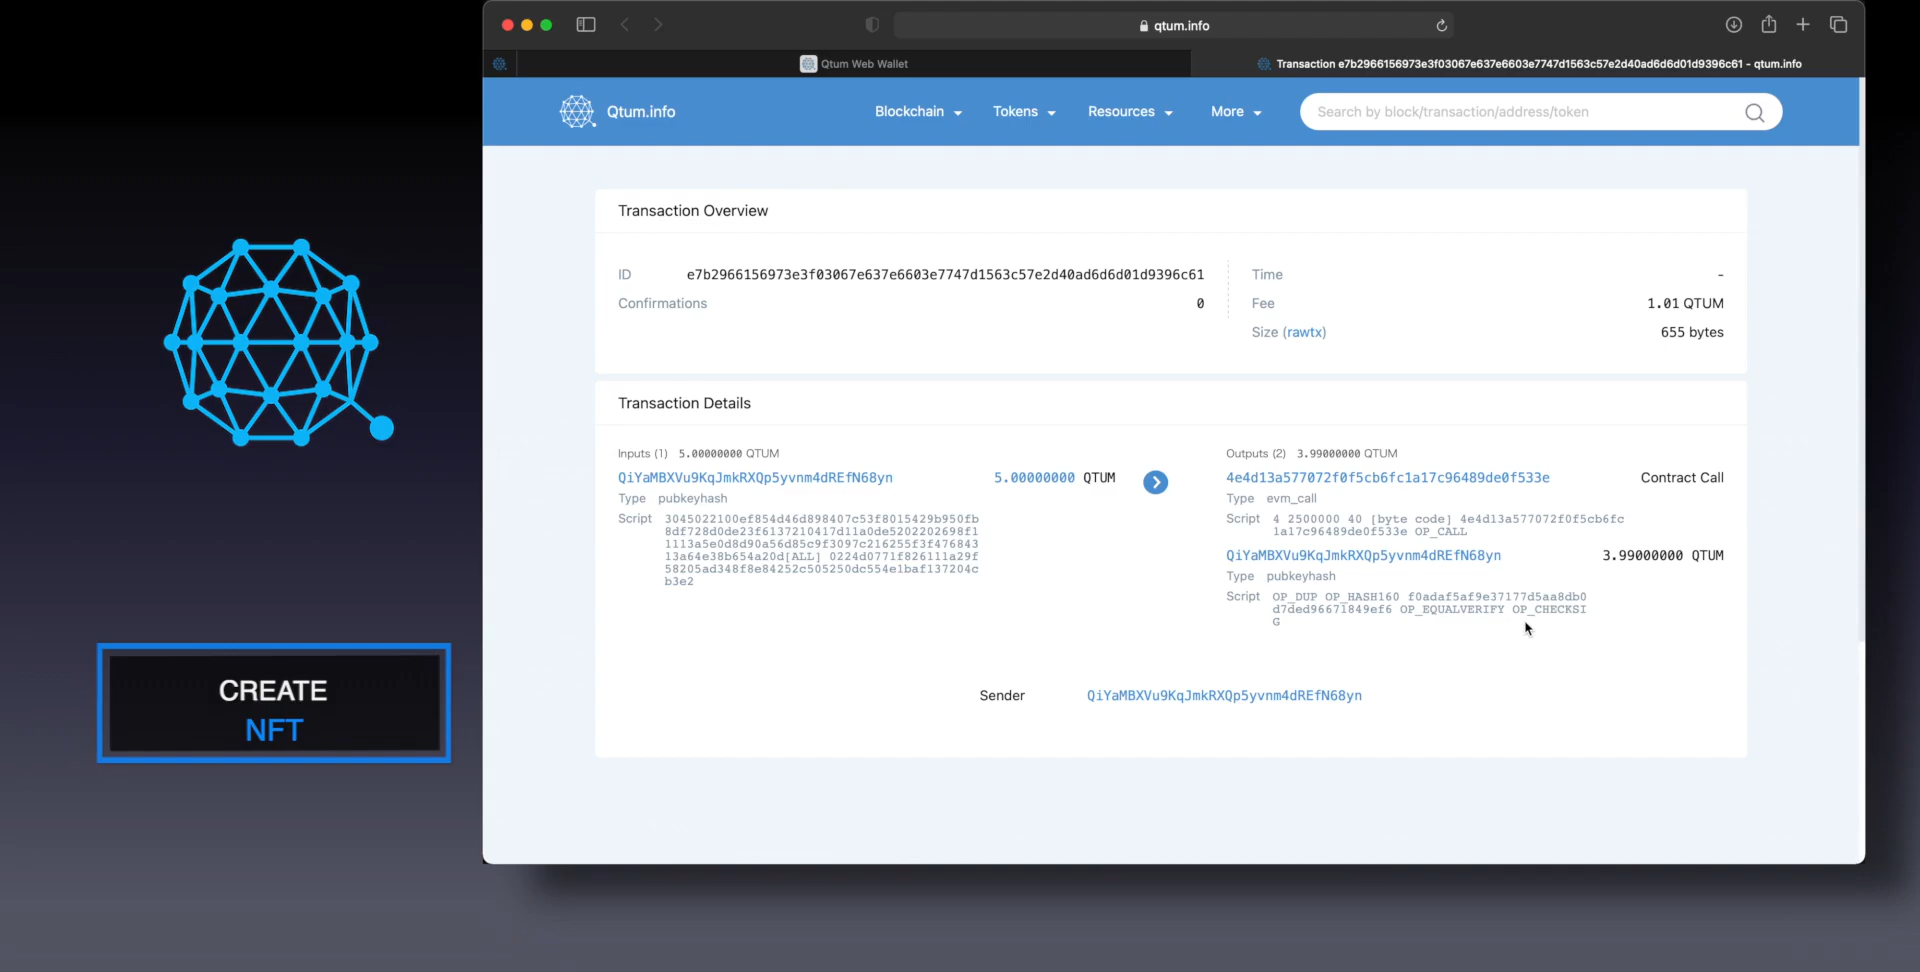 qtum.info
Qtum Web Wallet
Transaction e7b2966156973e3f03067e637e6603e7747d1563c57e2d40ad6d6d01d9396c61 - qtum.info
Qtum.info
Blockchain
Tokens
Resources
More
Search by block/transaction/address/token
Transaction Overview
ID e7b2966156973e3f03067e637e6603e7747d1563c57e2d40ad6d6d01d9396c61
Confirmations 0
Time -
Fee 1.01 QTUM
Size (rawtx) 655 bytes
Transaction Details
Inputs (1) 5.00000000 QTUM
QiYaMBXVu9KqJmkRXQp5yvnm4dREfN68yn 5.00000000 QTUM
Type pubkeyhash
Script 3045022100ef854d46d898407c53f8015429b950fb
8df728d0de23f6137210417d11a0de5202202698f1
1113a5e0d8d90a56d85c9f3097c216255f3f476843
13a64e38b654a20d[ALL] 0224d0771f826111a29f
58205ad348f8e84252c505250dc554e1baf137204c
b3e2
Outputs (2) 3.99000000 QTUM
4e4d13a577072f0f5cb6fc1a17c96489de0f533e Contract Call
Type evm_call
Script 4 2500000 40 [byte code] 4e4d13a577072f0f5cb6fc
1a17c96489de0f533e OP_CALL
QiYaMBXVu9KqJmkRXQp5yvnm4dREfN68yn 3.99000000 QTUM
Type pubkeyhash
Script OP_DUP OP_HASH160 f0adaf5af9e37177d5aa8db0
d7ded96671849ef6 OP_EQUALVERIFY OP_CHECKSI
G
Sender QiYaMBXVu9KqJmkRXQp5yvnm4dREfN68yn
CREATE
NFT